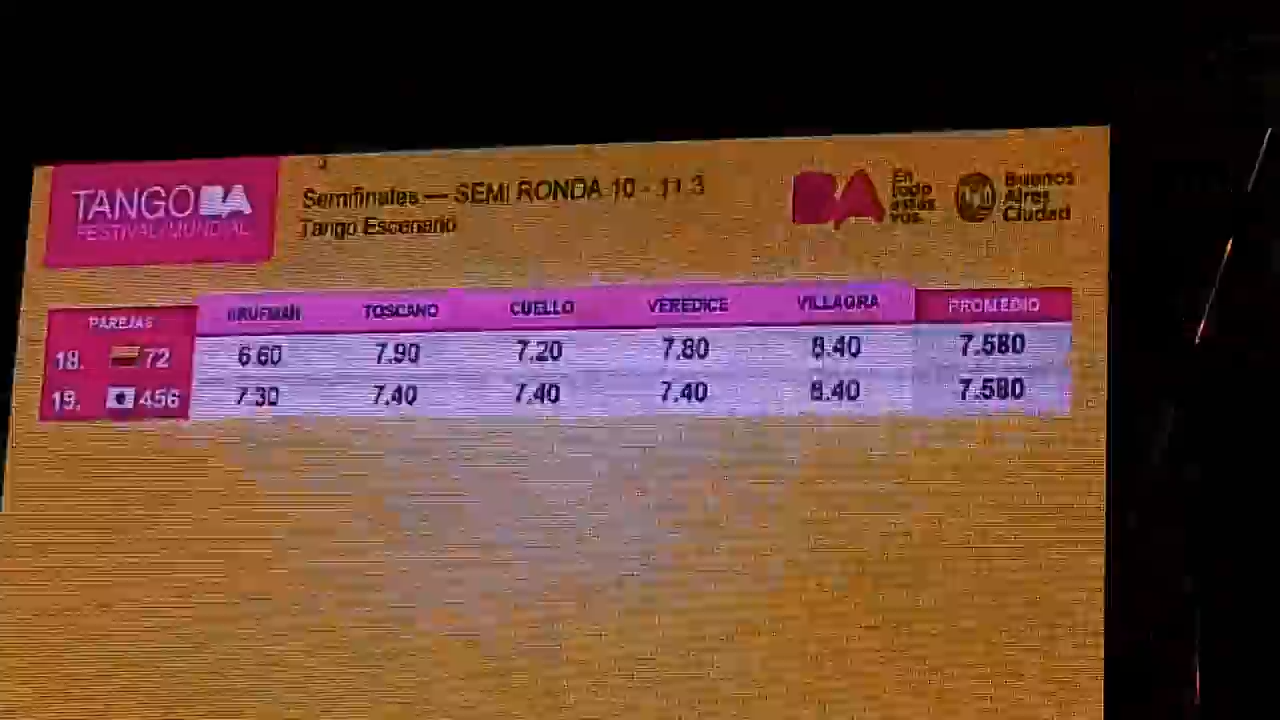 TANGO BA
FESTIVAL Y MUNDIAL
Semifinales — SEMI RONDA 10 - 11.3
Tango Escenario
BA
En
todo
estás
vos.
Buenos
Aires
Ciudad
PAREJAS BRUFMAN TOSCANO CUELLO VEREDICE VILLAGRA PROMEDIO
18. 72 6.60 7.90 7.20 7.80 8.40 7.580
19. 456 7.30 7.40 7.40 7.40 8.40 7.580